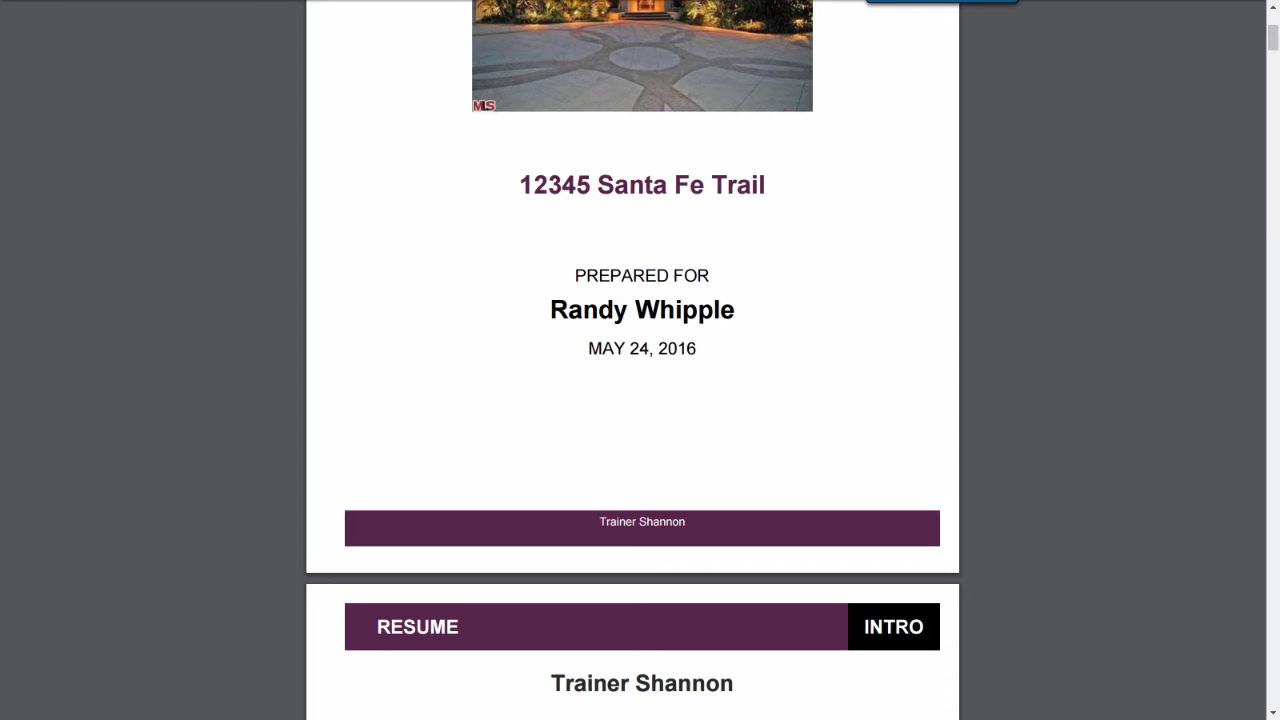 MLS
12345 Santa Fe Trail
PREPARED FOR
Randy Whipple
MAY 24, 2016
Trainer Shannon
RESUME INTRO
Trainer Shannon